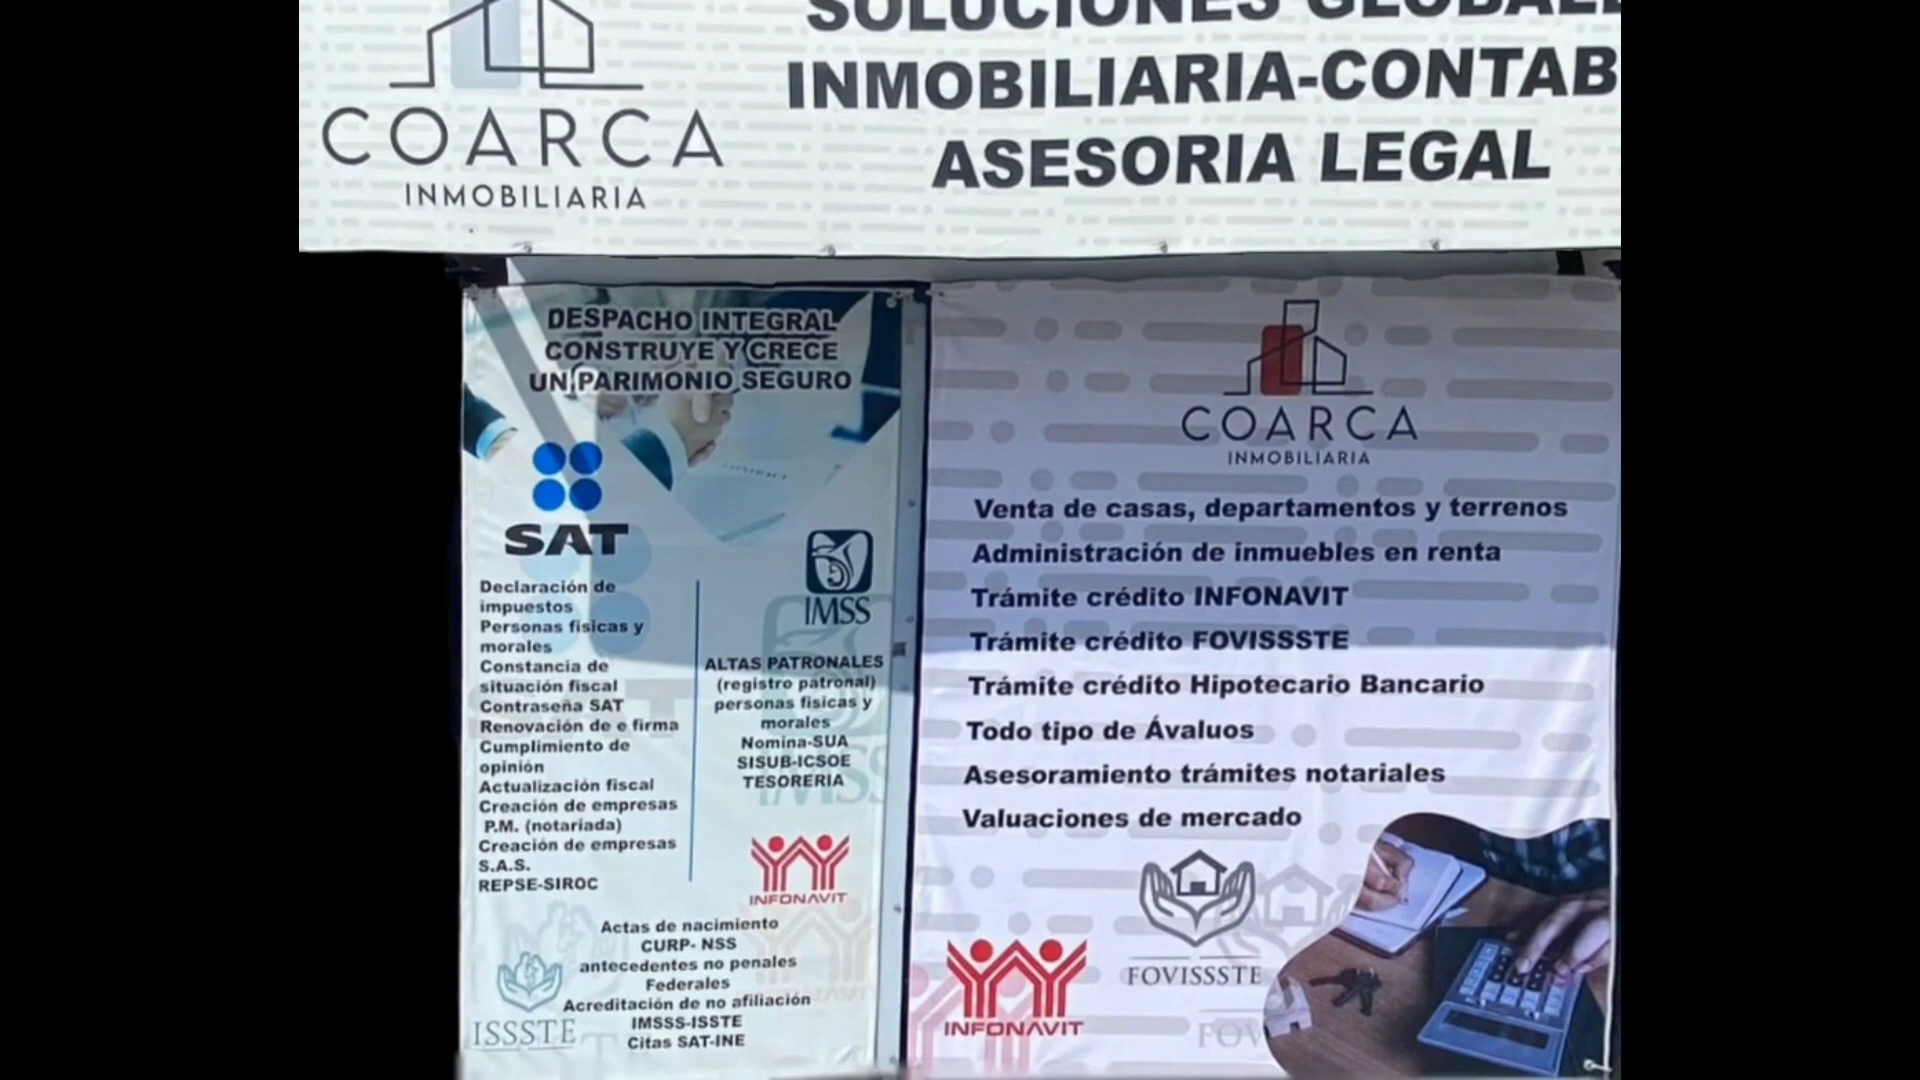 SOLUCIONES
INMOBILIARIA-CONTAB
ASESORIA LEGAL
COARCA
INMOBILIARIA
DESPACHO INTEGRAL
CONSTRUYE Y CRECE
UN PARIMONIO SEGURO
SAT
Declaración de
impuestos
Personas fisicas y
morales
Constancia de
situación fiscal
Contraseña SAT
Renovación de e firma
Cumplimiento de
opinión
Actualización fiscal
Creación de empresas
P.M. (notariada)
Creación de empresas
S.A.S.
REPSE-SIROC
IMSS
ALTAS PATRONALES
(registro patronal)
personas fisicas y
morales
Nomina-SUA
SISUB-ICSOE
TESORERIA
INFONAVIT
Actas de nacimiento
CURP- NSS
antecedentes no penales
Federales
Acreditación de no afiliación
IMSSS-ISSTE
Citas SAT-INE
ISSSTE
COARCA
INMOBILIARIA
Venta de casas, departamentos y terrenos
Administración de inmuebles en renta
Trámite crédito INFONAVIT
Trámite crédito FOVISSSTE
Trámite crédito Hipotecario Bancario
Todo tipo de Ávaluos
Asesoramiento trámites notariales
Valuaciones de mercado
INFONAVIT
FOVISSSTE